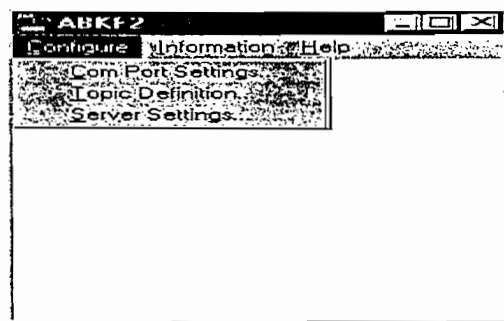 ABKF2
Configure Information Help
Com Port Settings...
Topic Definition...
Server Settings...